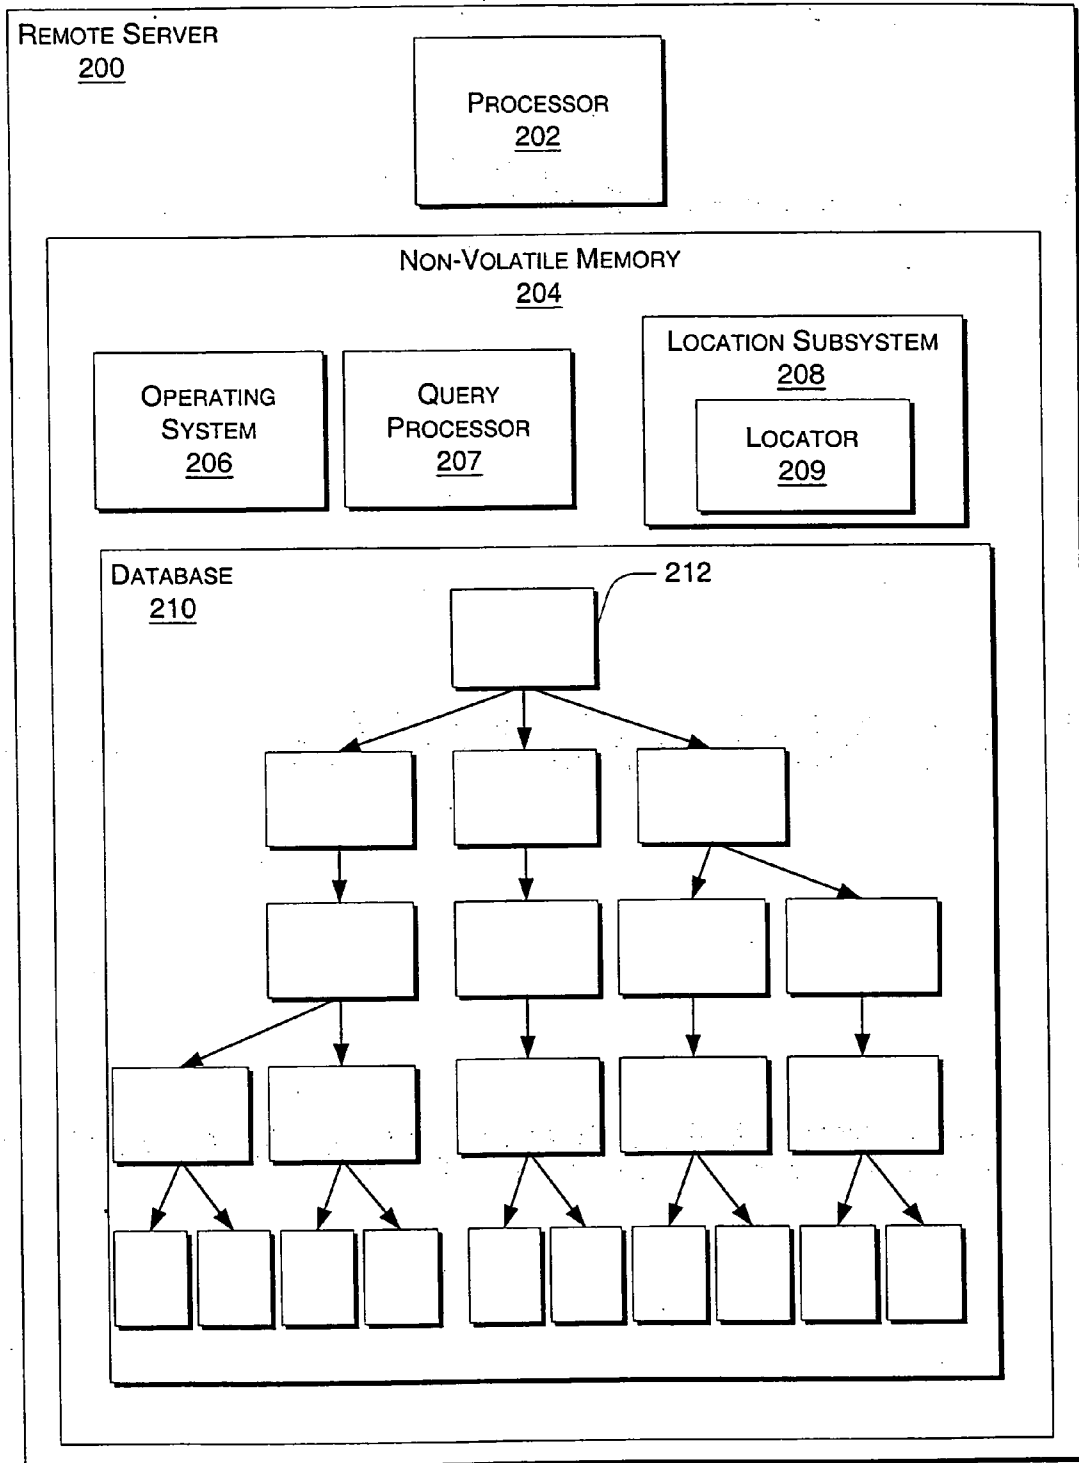 REMOTE SERVER
200
PROCESSOR
202
NON-VOLATILE MEMORY
204
OPERATING
SYSTEM
206
QUERY
PROCESSOR
207
LOCATION SUBSYSTEM
208
LOCATOR
209
DATABASE
210
212